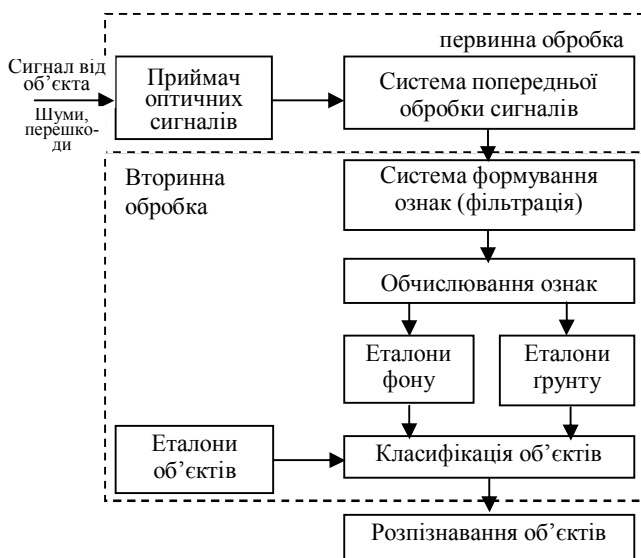 первинна обробка
Сигнал від
об’єкта
Шуми,
перешко-
ди
Приймач
оптичних
сигналів
Система попередньої
обробки сигналів
Вторинна
обробка
Система формування
ознак (фільтрація)
Обчислювання ознак
Еталони
фону
Еталони
ґрунту
Еталони
об’єктів
Класифікація об’єктів
Розпізнавання об’єктів